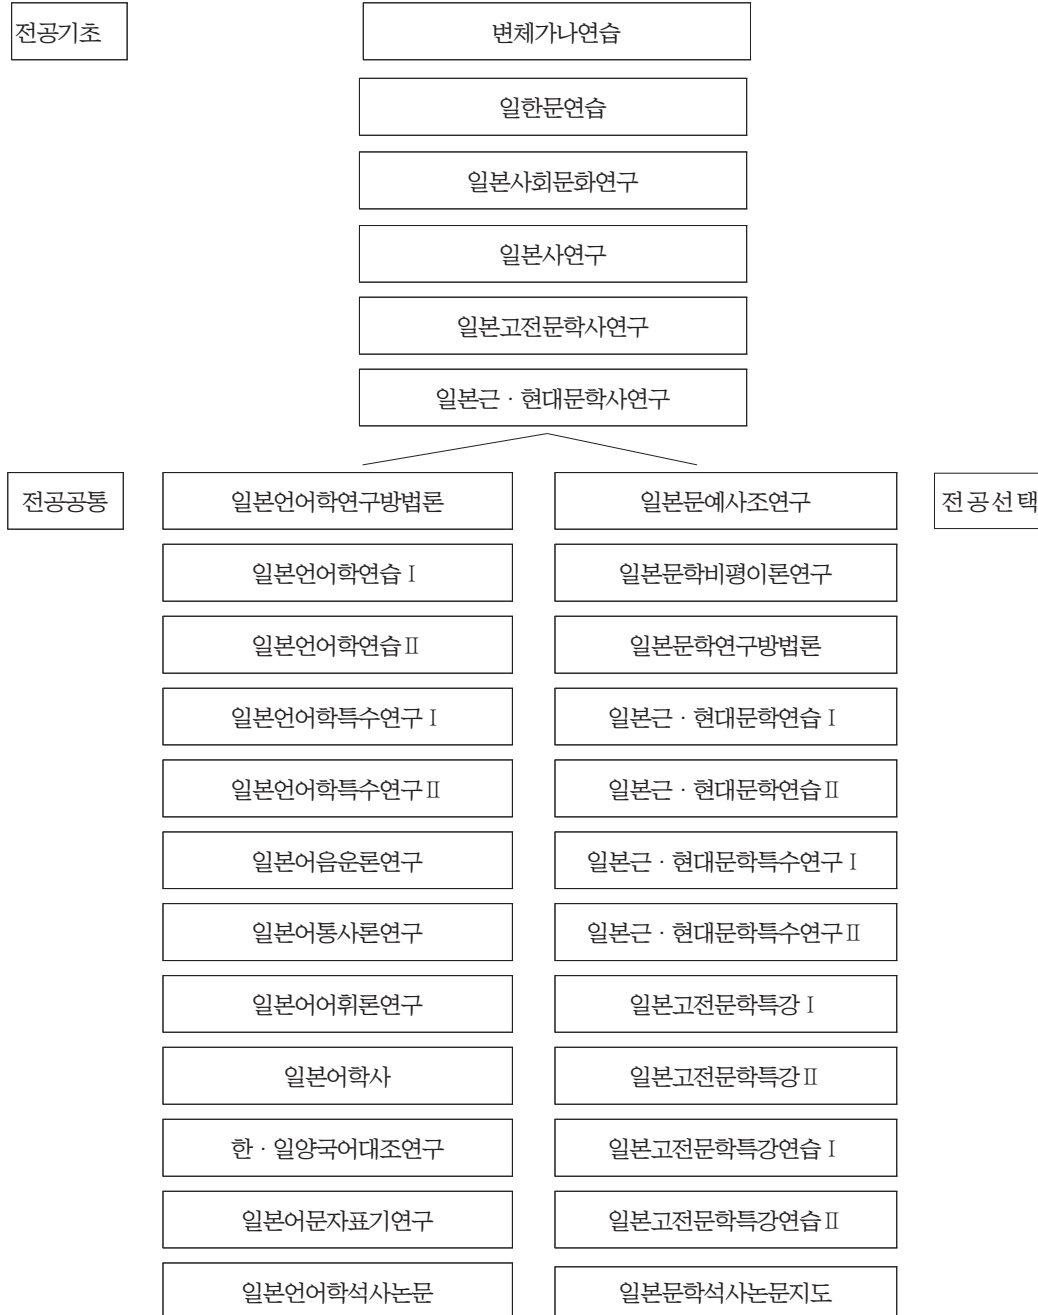 전공기초
변체가나연습
일한문연습
일본사회문화연구
일본사연구
일본고전문학사연구
일본근 · 현대문학사연구
전공공통
일본언어학연구방법론
일본문예사조연구
전공선택
일본언어학연습Ⅰ
일본문학비평이론연구
일본언어학연습Ⅱ
일본문학연구방법론
일본언어학특수연구Ⅰ
일본근 · 현대문학연습Ⅰ
일본언어학특수연구Ⅱ
일본근 · 현대문학연습Ⅱ
일본어음운론연구
일본근 · 현대문학특수연구Ⅰ
일본어통사론연구
일본근 · 현대문학특수연구Ⅱ
일본어어휘론연구
일본고전문학특강Ⅰ
일본어학사
일본고전문학특강Ⅱ
한 · 일양국어대조연구
일본고전문학특강연습Ⅰ
일본어문자표기연구
일본고전문학특강연습Ⅱ
일본언어학석사논문
일본문학석사논문지도